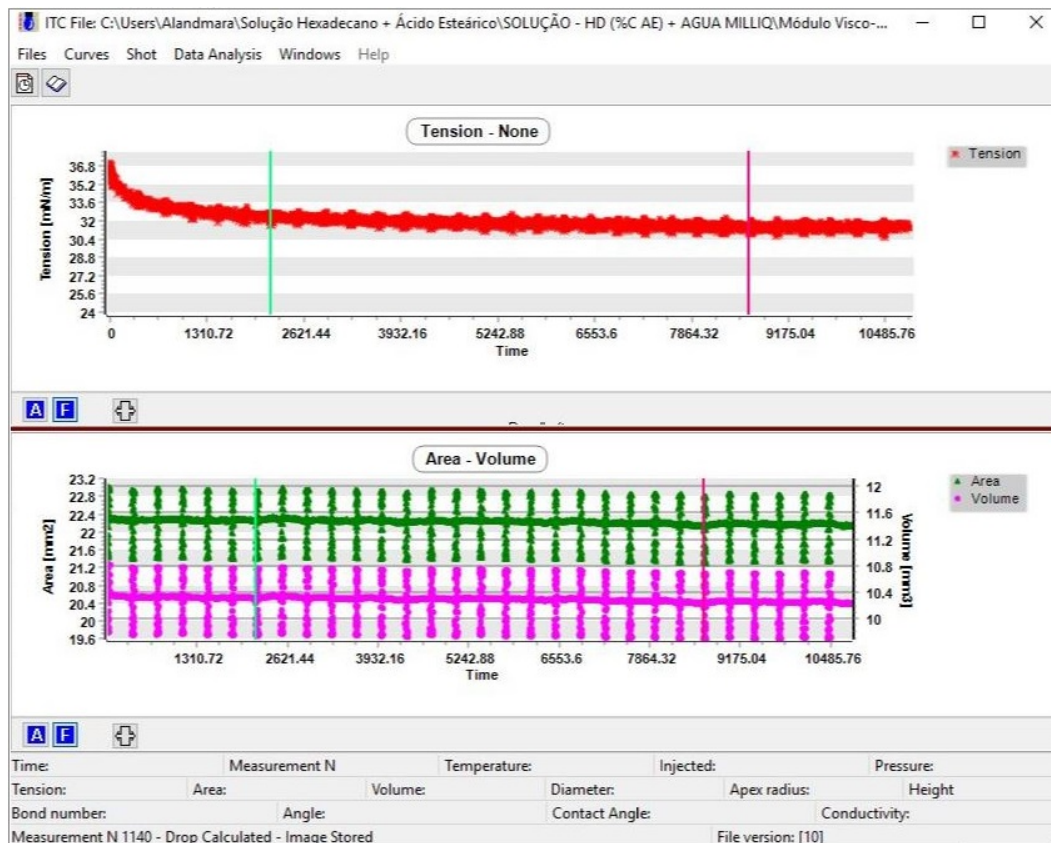 ITC File: C:\Users\Alandmara\Solução Hexadecano + Ácido Esteárico\SOLUÇÃO - HD (%C AE) + AGUA MILLIQ\Módulo Visco-...
Files Curves Shot Data Analysis Windows Help
Tension - None
Tension
36.8
35.2
33.6
32
30.4
28.8
27.2
25.6
24
Tension [mN/m]
0 1310.72 2621.44 3932.16 5242.88 6553.6 7864.32 9175.04 10485.76
Time
A F
Area - Volume
Area
Volume
23.2
22.8
22.4
22
21.6
21.2
20.8
20.4
20
19.6
Area [mm2]
12
11.6
11.2
10.8
10.4
10
Volume [mm3]
1310.72 2621.44 3932.16 5242.88 6553.6 7864.32 9175.04 10485.76
Time
A F
Time: Measurement N Temperature: Injected: Pressure:
Tension: Area: Volume: Diameter: Apex radius: Height
Bond number: Angle: Contact Angle: Conductivity:
Measurement N 1140 - Drop Calculated - Image Stored File version: [10]